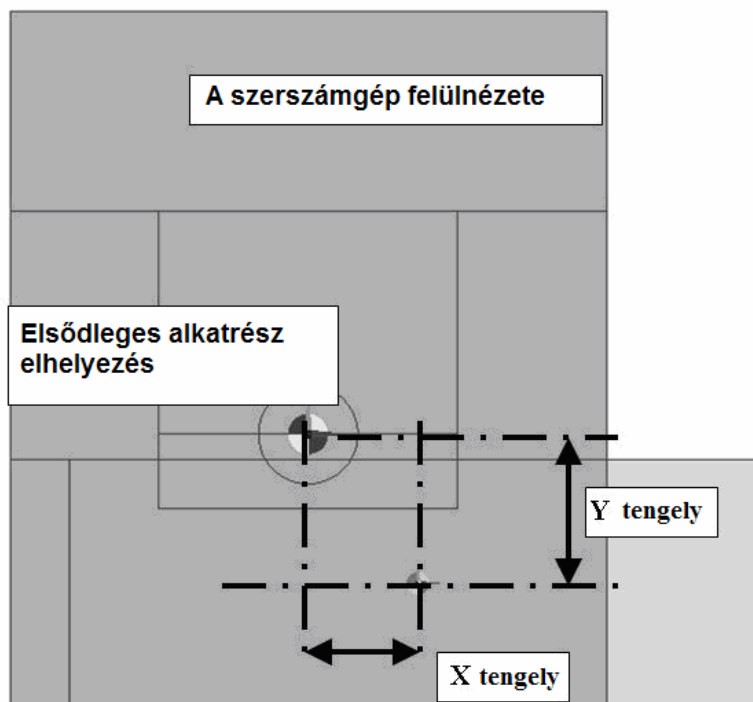 A szerszámgép felülnézete
Elsődleges alkatrész
elhelyezés
Y tengely
X tengely